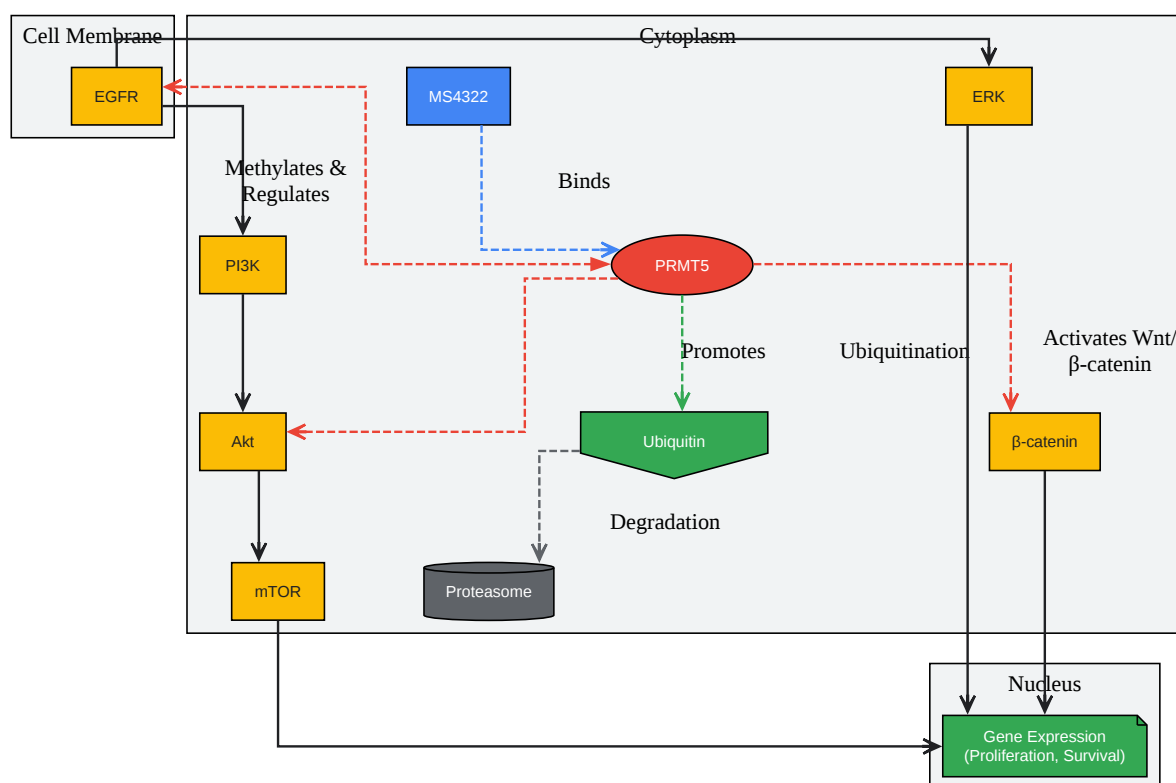 Cell Membrane
Cytoplasm
EGFR
MS4322
ERK
Methylates &
Regulates
Binds
PI3K
PRMT5
Promotes
Ubiquitination
Activates Wnt/
β-catenin
Akt
Ubiquitin
β-catenin
Degradation
mTOR
Proteasome
Nucleus
Gene Expression
(Proliferation, Survival)